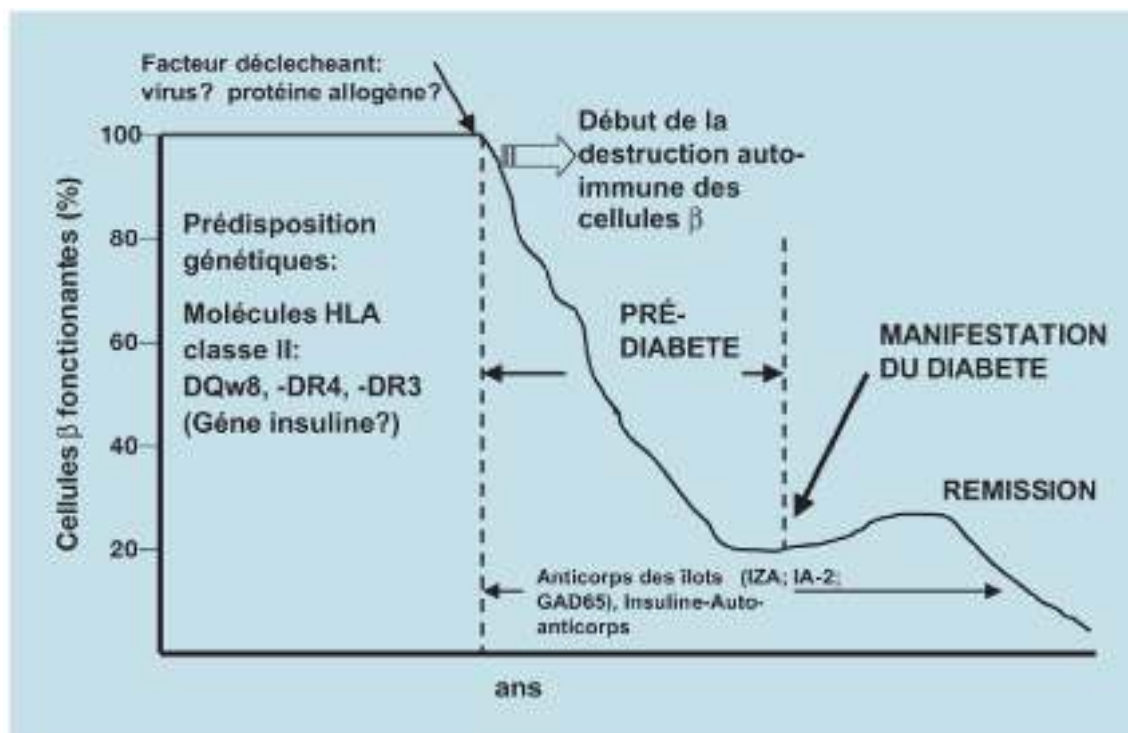 Facteur déclecheant:
virus? protéine allogène?
Début de la
destruction auto-
immune des
cellules β
Cellules β fonctionantes (%)
100
80
60
40
20
Prédisposition
génétiques:
Molécules HLA
classe II:
DQw8, -DR4, -DR3
(Géne insuline?)
PRÉ-
DIABETE
MANIFESTATION
DU DIABETE
REMISSION
Anticorps des îlots (IZA; IA-2;
GAD65), Insuline-Auto-
anticorps
ans